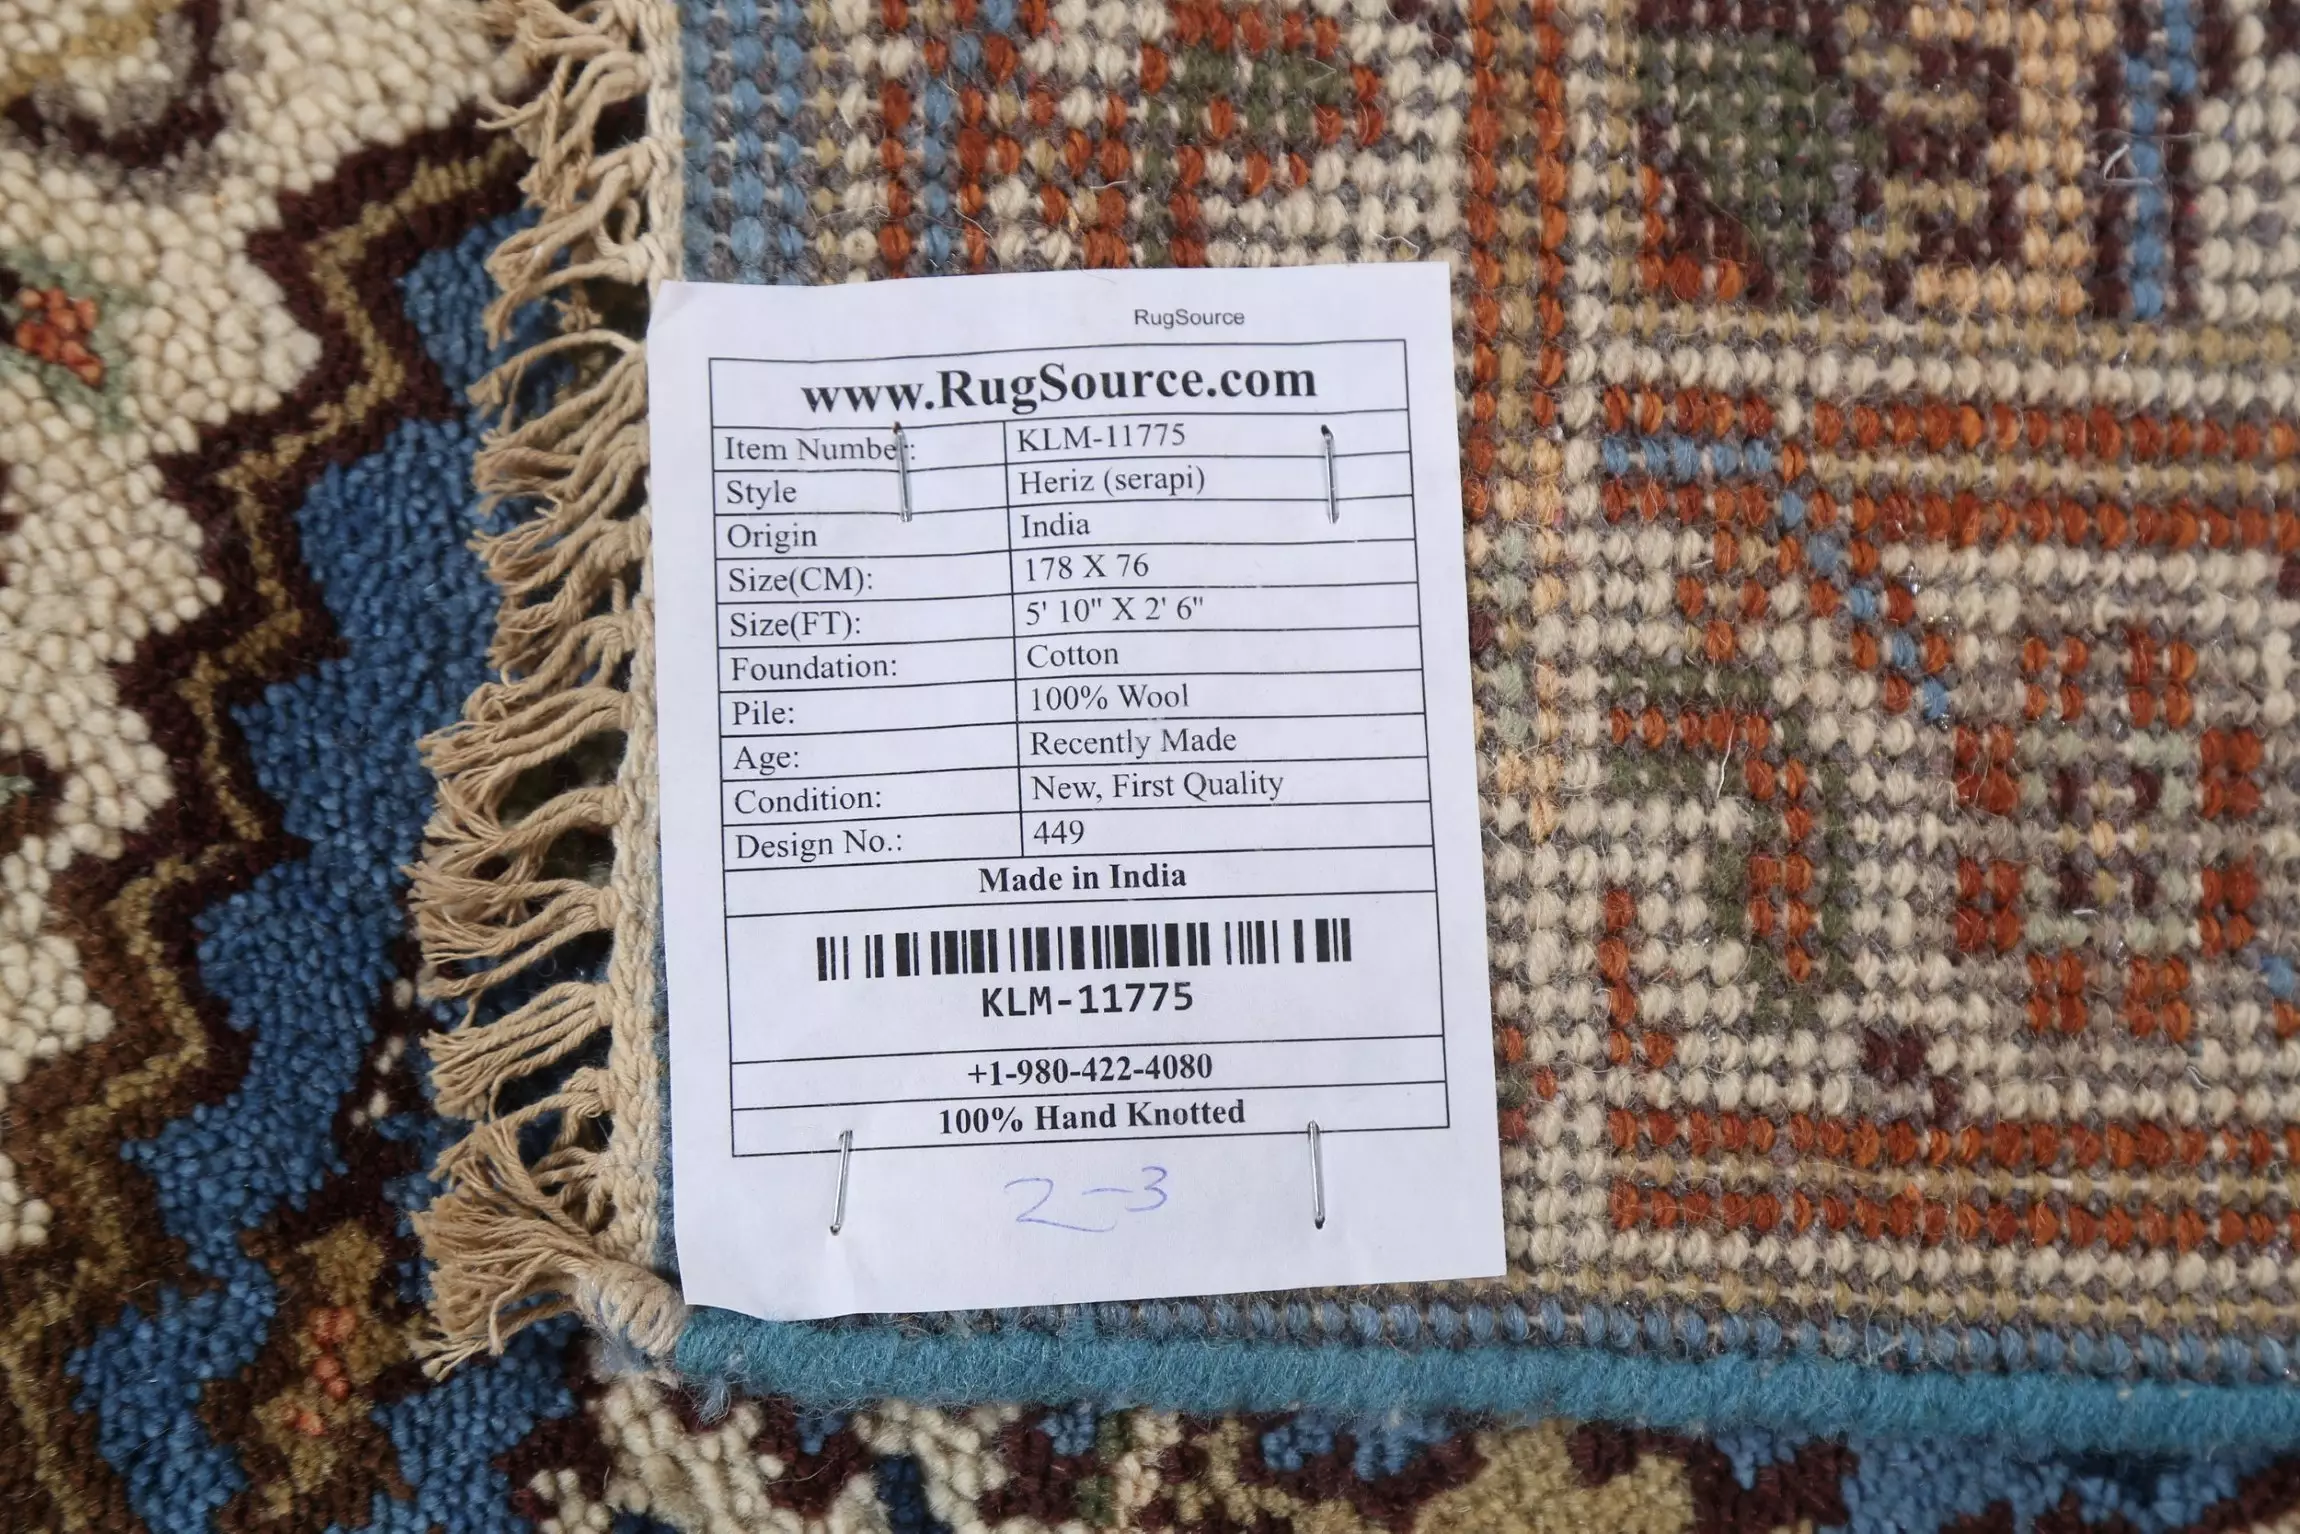 RugSource
www.RugSource.com
Item Number: KLM-11775
Style Heriz (serapi)
Origin India
Size(CM): 178 X 76
Size(FT): 5' 10" X 2' 6"
Foundation: Cotton
Pile: 100% Wool
Age: Recently Made
Condition: New, First Quality
Design No.: 449
Made in India
KLM-11775
+1-980-422-4080
100% Hand Knotted
2-3